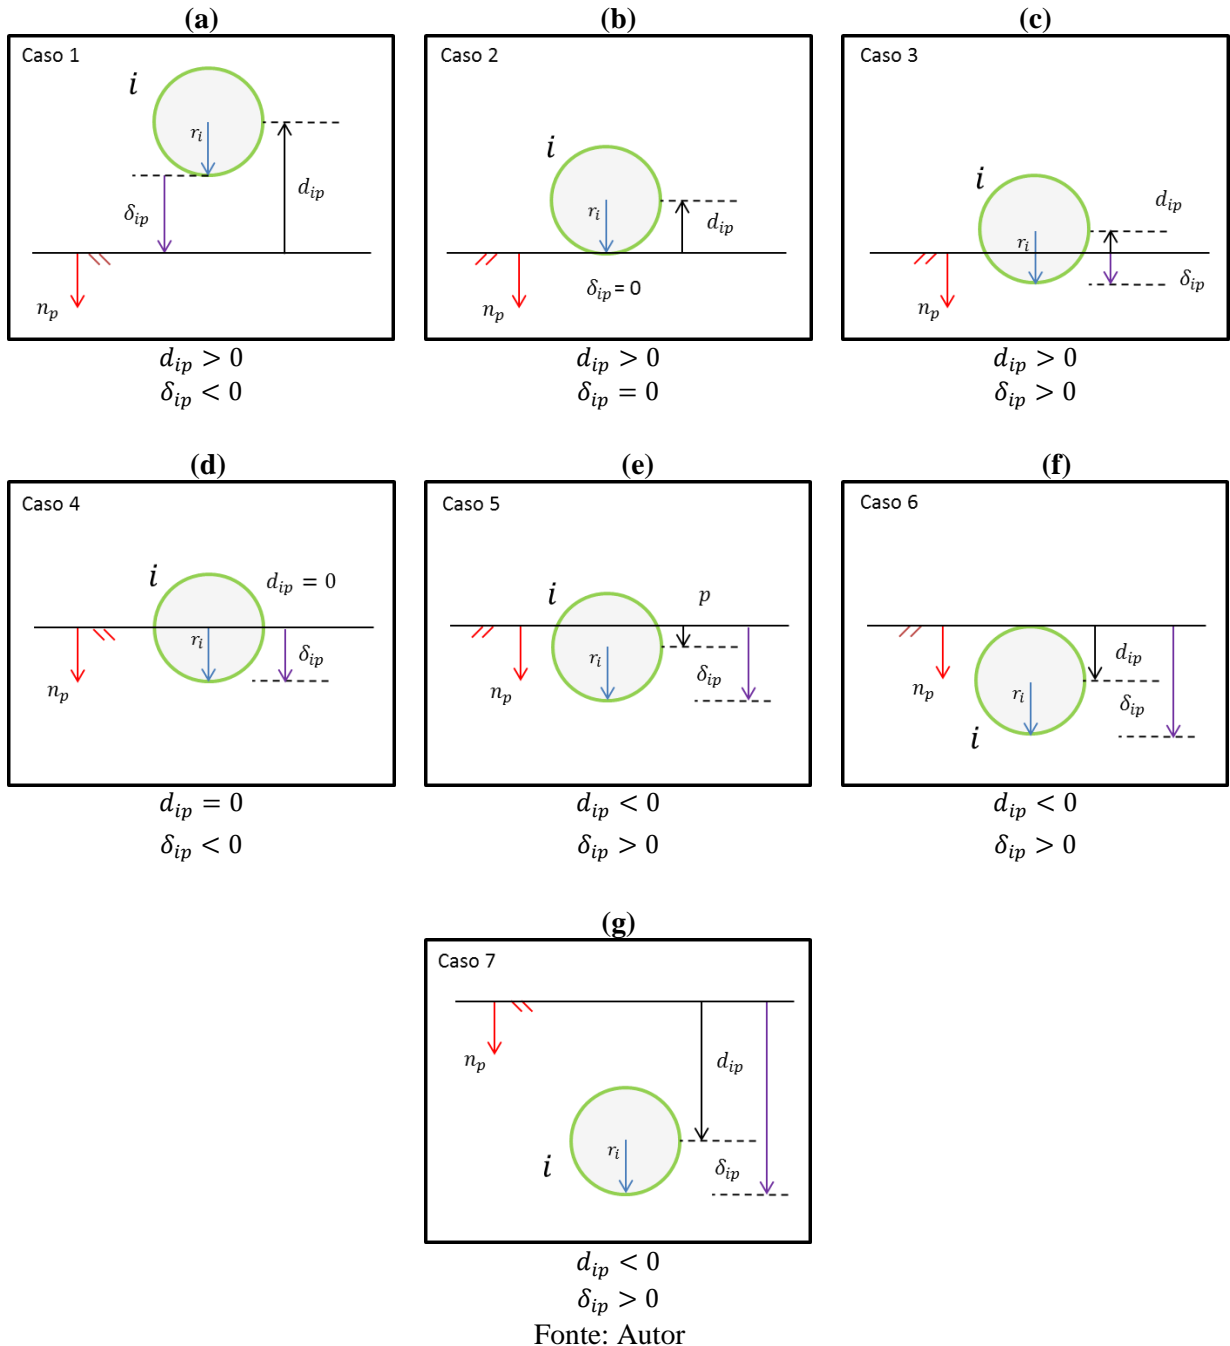 (a)
Caso 1
i
r_i
d_ip
δ_ip
n_p
d_ip > 0
δ_ip < 0
(b)
Caso 2
i
r_i
d_ip
δ_ip = 0
n_p
d_ip > 0
δ_ip = 0
(c)
Caso 3
i
d_ip
r_i
δ_ip
n_p
d_ip > 0
δ_ip > 0
(d)
Caso 4
i
d_ip = 0
r_i
δ_ip
n_p
d_ip = 0
δ_ip < 0
(e)
Caso 5
i
p
r_i
δ_ip
n_p
d_ip < 0
δ_ip > 0
(f)
Caso 6
d_ip
n_p
r_i
δ_ip
i
d_ip < 0
δ_ip > 0
(g)
Caso 7
n_p
d_ip
r_i
i
δ_ip
d_ip < 0
δ_ip > 0
Fonte: Autor